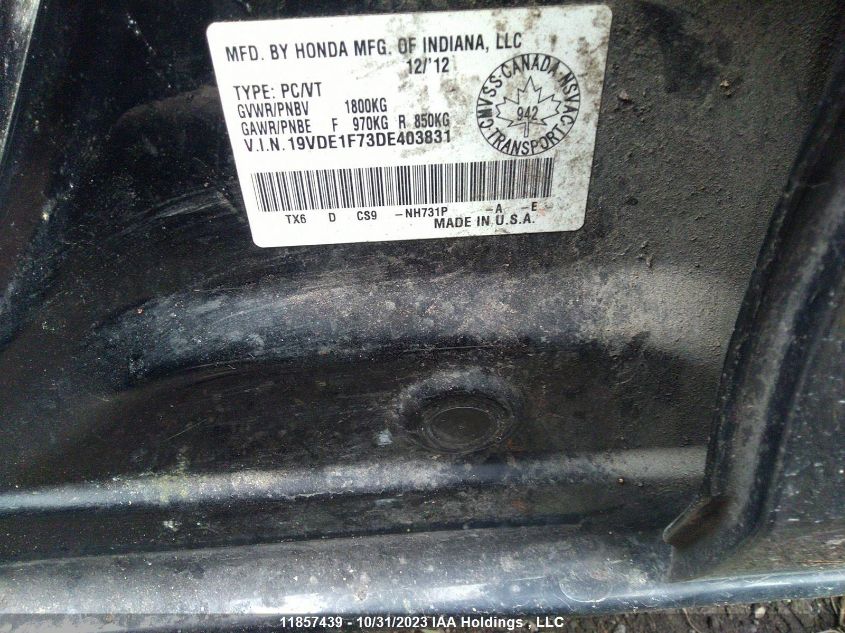 MFD. BY HONDA MFG. OF INDIANA, LLC
12/'12
TYPE: PC/VT
GVWR/PNBV 1800KG
GAWR/PNBE F 970KG R 850KG
V.I.N. 19VDE1F73DE403831
CMVSS·CANADA·NSVAC
942
TRANSPORT
TX6 D CS9 -NH731P -A -E
MADE IN U.S.A.
11857439 - 10/31/2023 IAA Holdings , LLC